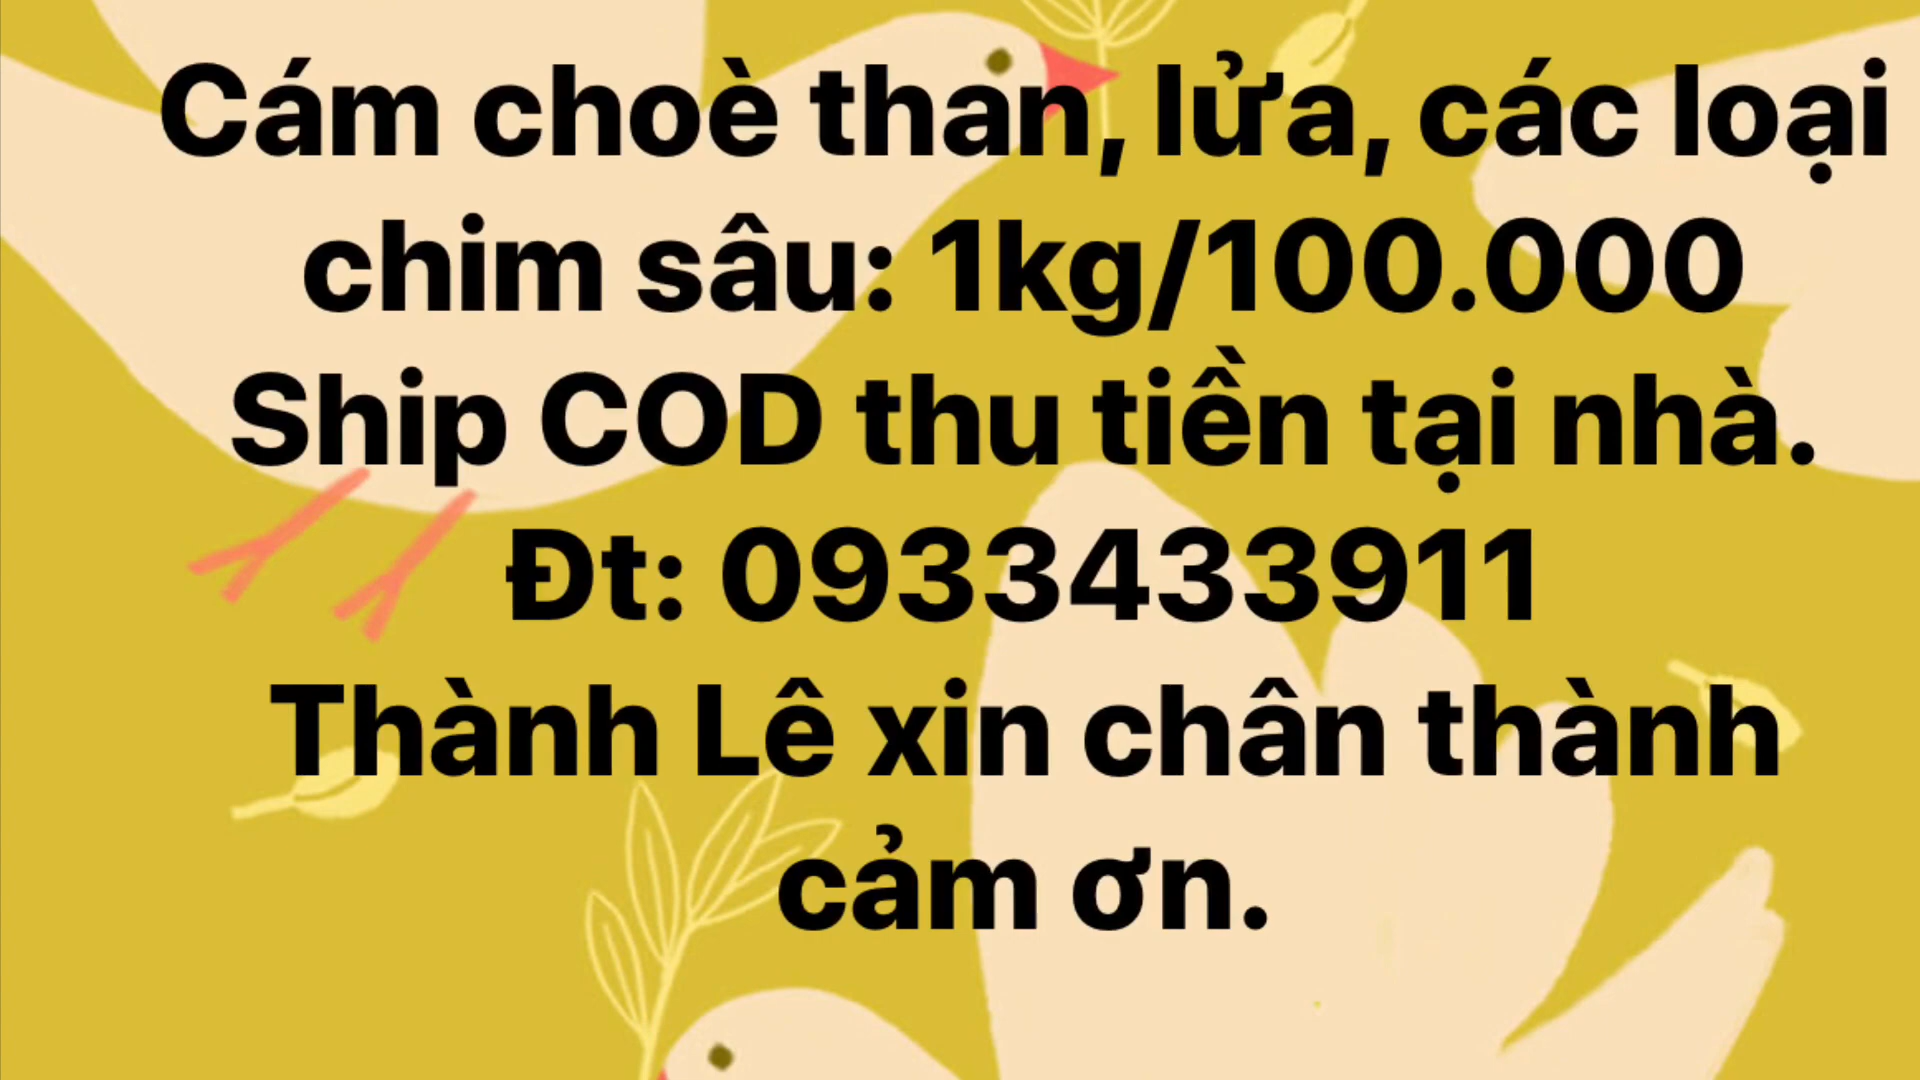 Cám choè than, lửa, các loại
chim sâu: 1kg/100.000
Ship COD thu tiền tại nhà.
Đt: 0933433911
Thành Lê xin chân thành
cảm ơn.